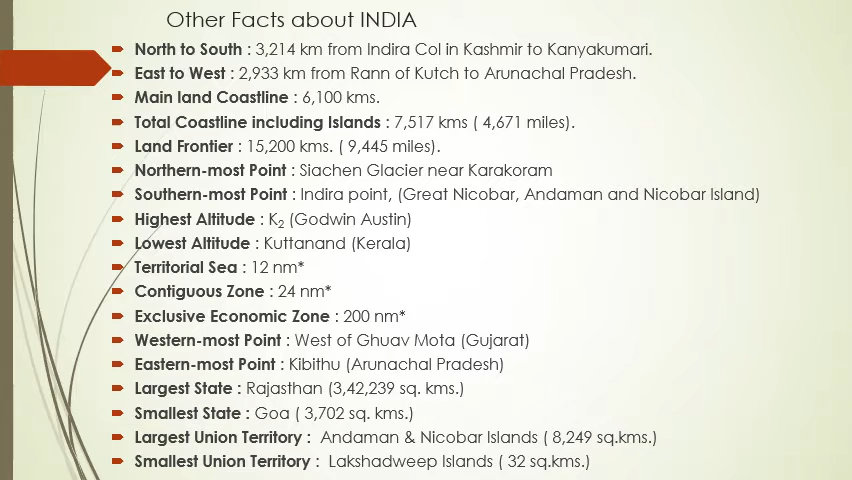 Other Facts about INDIA
North to South : 3,214 km from Indira Col in Kashmir to Kanyakumari.
East to West : 2,933 km from Rann of Kutch to Arunachal Pradesh.
Main land Coastline : 6,100 kms.
Total Coastline including Islands : 7,517 kms ( 4,671 miles).
Land Frontier : 15,200 kms. ( 9,445 miles).
Northern-most Point : Siachen Glacier near Karakoram
Southern-most Point : Indira point, (Great Nicobar, Andaman and Nicobar Island)
Highest Altitude : K₂ (Godwin Austin)
Lowest Altitude : Kuttanand (Kerala)
Territorial Sea : 12 nm*
Contiguous Zone : 24 nm*
Exclusive Economic Zone : 200 nm*
Western-most Point : West of Ghuav Mota (Gujarat)
Eastern-most Point : Kibithu (Arunachal Pradesh)
Largest State : Rajasthan (3,42,239 sq. kms.)
Smallest State : Goa ( 3,702 sq. kms.)
Largest Union Territory : Andaman & Nicobar Islands ( 8,249 sq.kms.)
Smallest Union Territory : Lakshadweep Islands ( 32 sq.kms.)